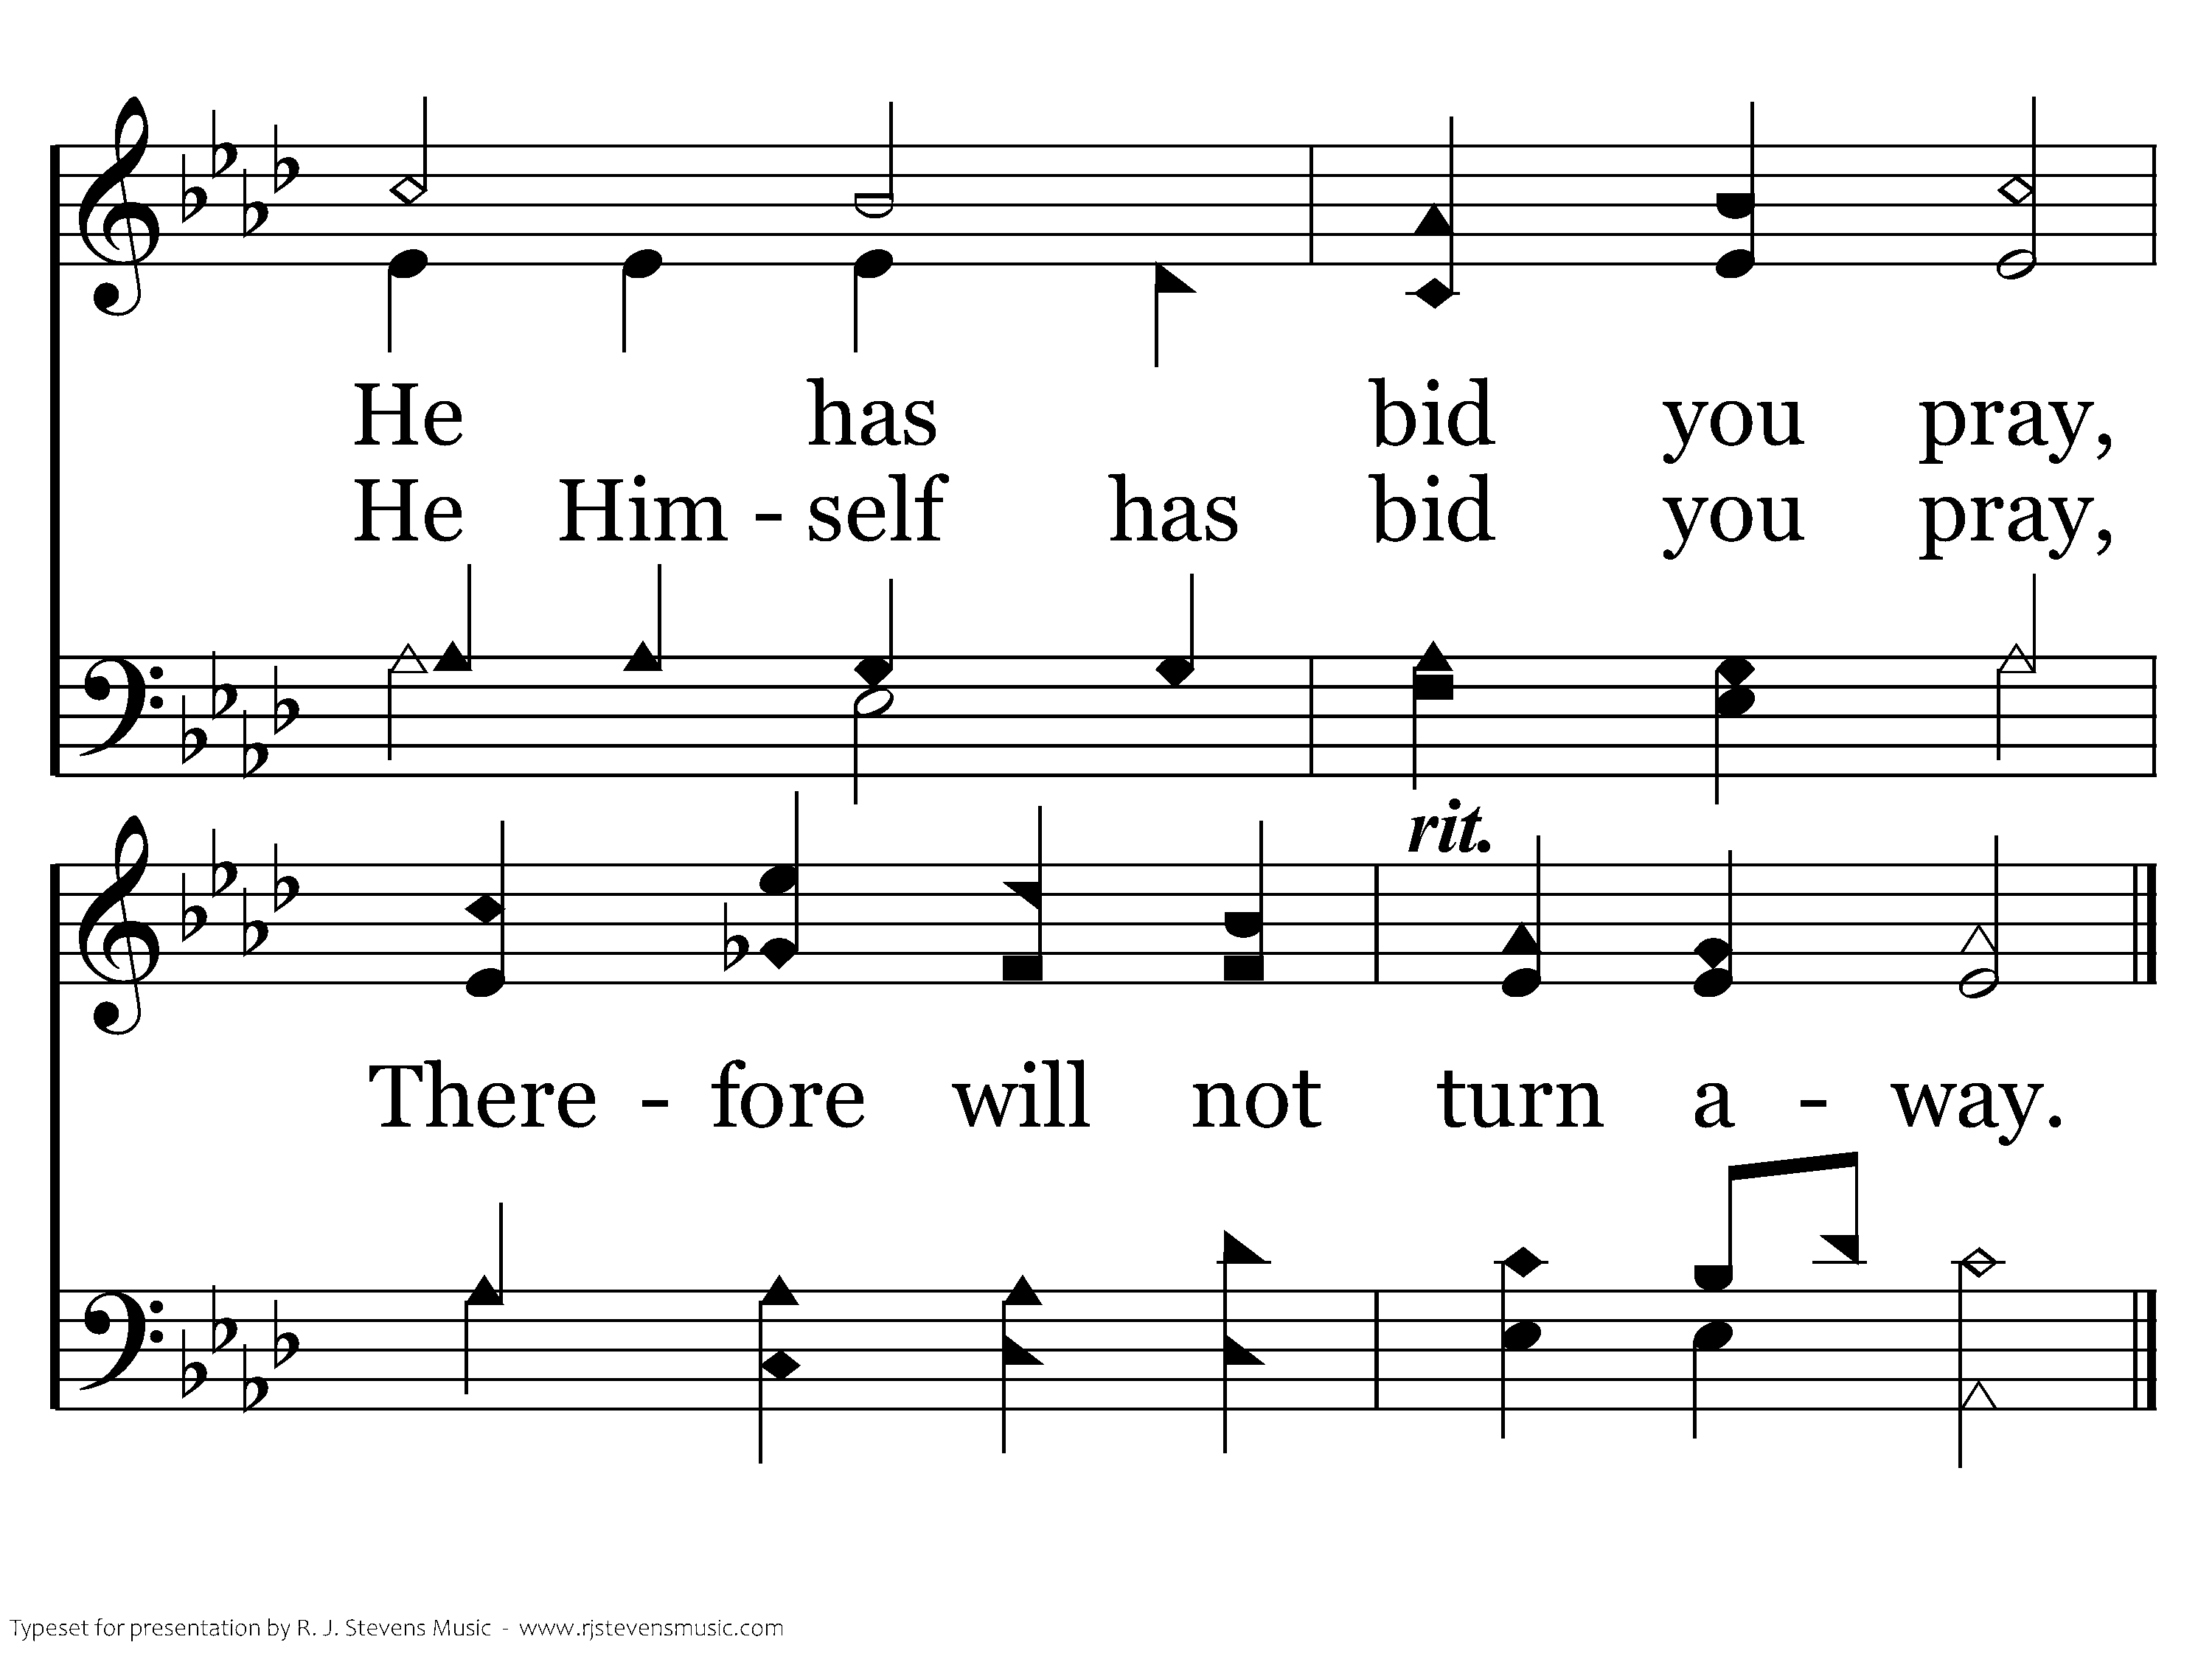 He has bid you pray,
He Him - self has bid you pray,
rit.
There - fore will not turn a - way.
Typeset for presentation by R. J. Stevens Music - www.rjstevensmusic.com